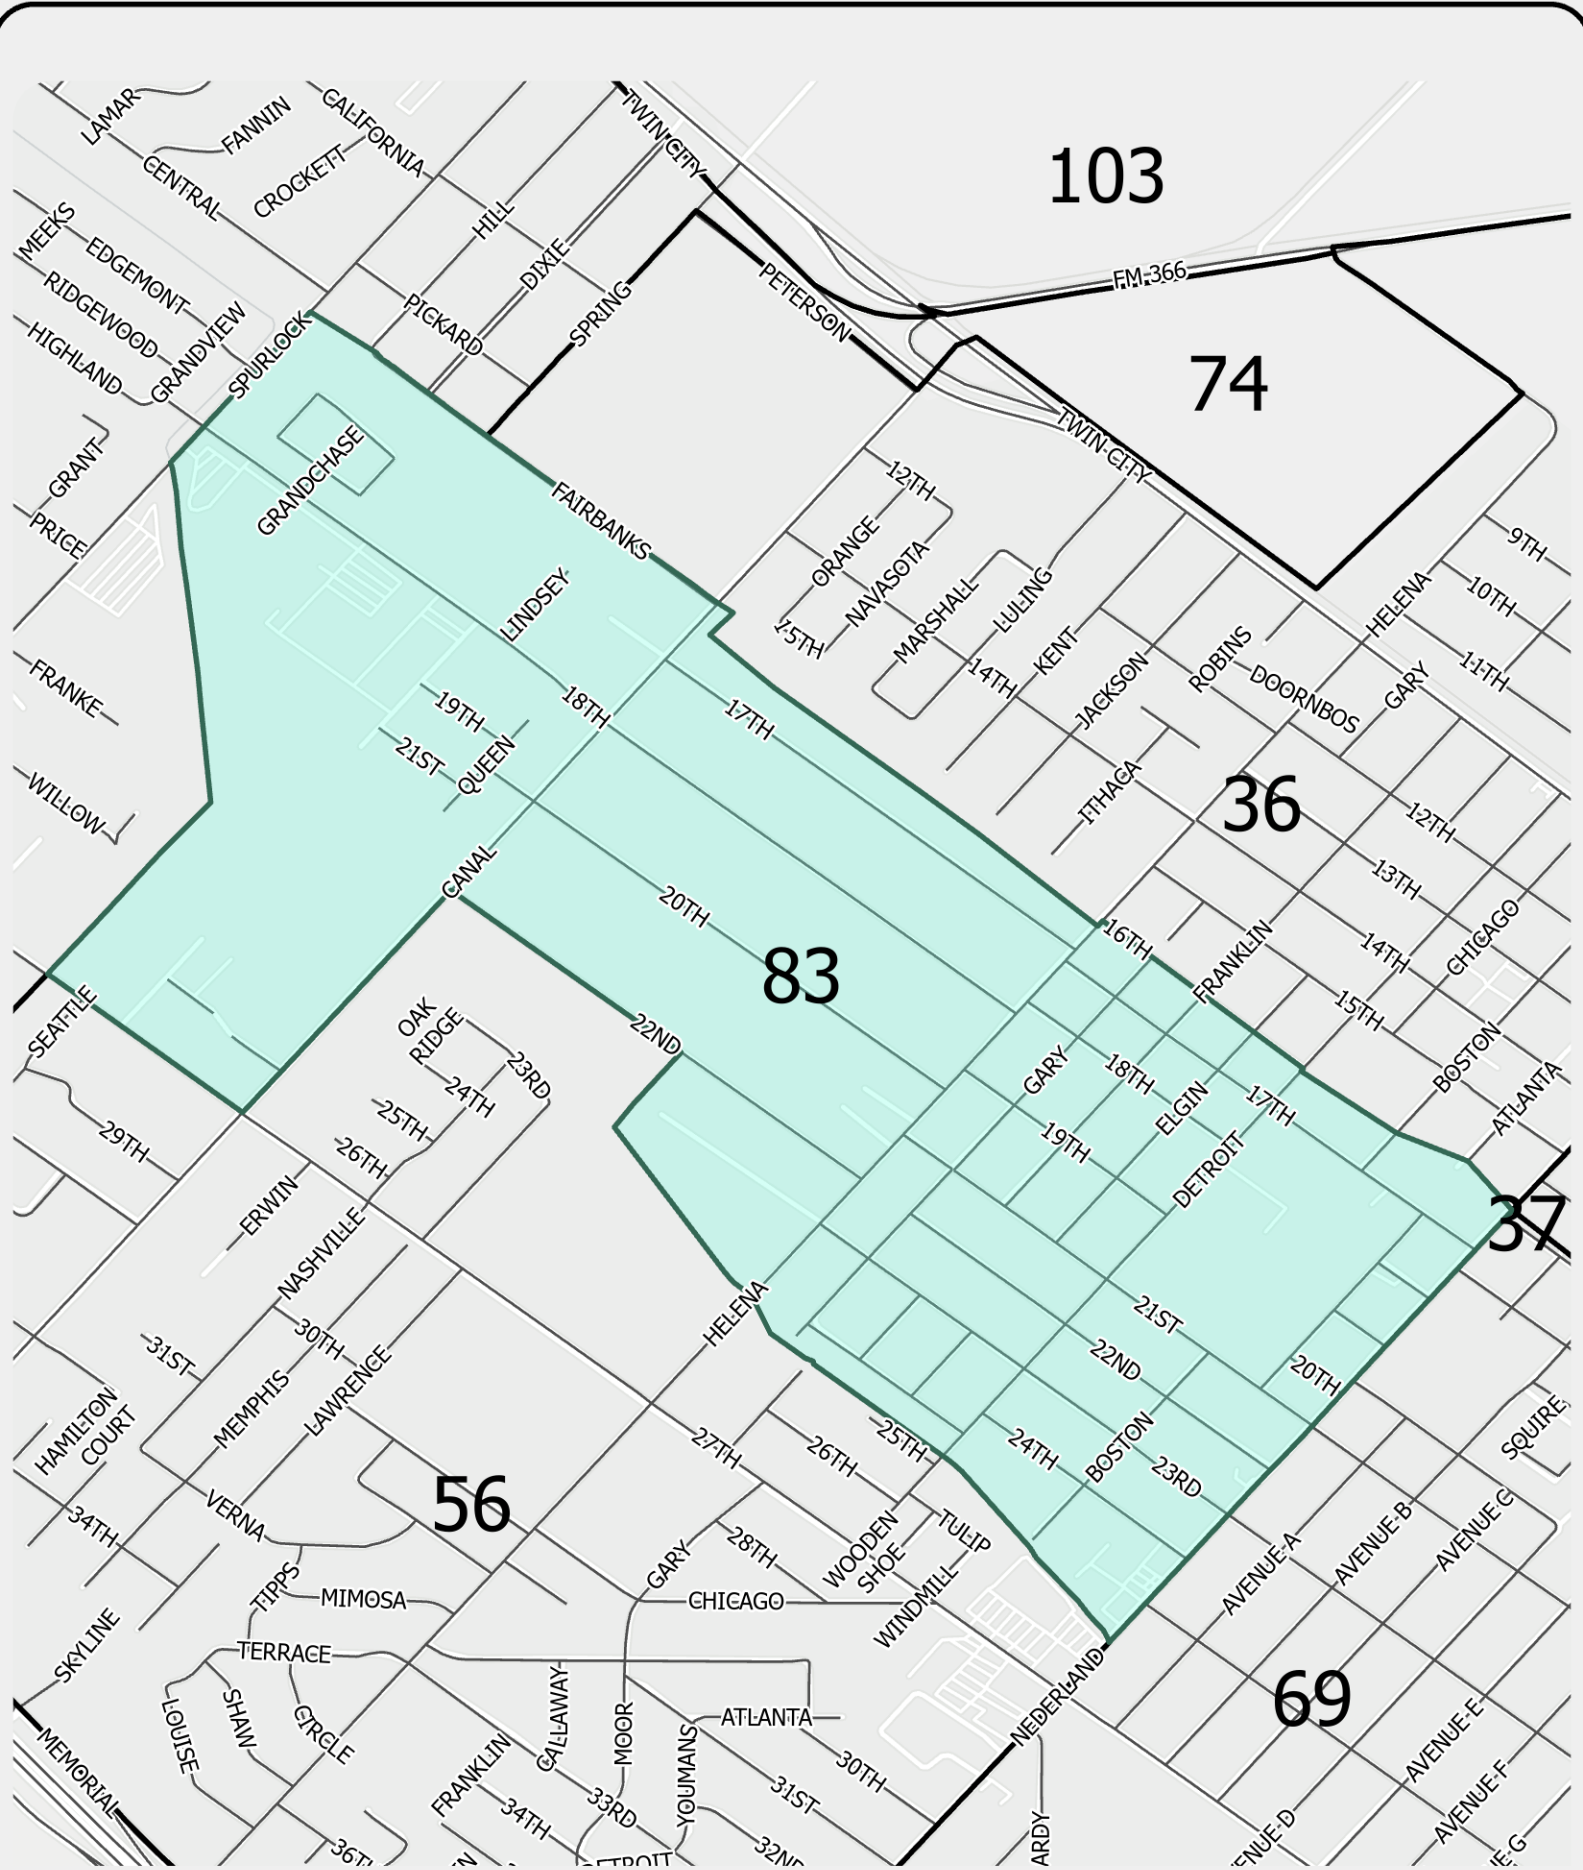 LAMAR
FANNIN
CALIFORNIA
TWIN CITY
CENTRAL
CROCKETT
103
HILL
MEEKS
EDGEMONT
DIXIE
FM 366
RIDGEWOOD
PICKARD
SPRING
PETERSON
HIGHLAND
GRANDVIEW
SPURLOCK
74
TWIN CITY
GRANT
GRANDCHASE
12TH
FAIRBANKS
PRICE
ORANGE
NAVASOTA
9TH
LINDSEY
MARSHALL
LULING
10TH
HELENA
15TH
KENT
14TH
ROBINS
11TH
FRANKE
JACKSON
DOORNBOS
GARY
19TH
18TH
17TH
21ST
QUEEN
ITHACA
36
WILLOW
12TH
CANAL
13TH
20TH
16TH
CHICAGO
83
FRANKLIN
14TH
SEATTLE
OAK
RIDGE
22ND
15TH
23RD
GARY
18TH
BOSTON
24TH
ELGIN
17TH
ATLANTA
25TH
29TH
19TH
26TH
DETROIT
ERWIN
37
NASHVILLE
HELENA
21ST
31ST
30TH
22ND
20TH
MEMPHIS
LAWRENCE
HAMILTON
COURT
SQUIRE
27TH
26TH
25TH
24TH
BOSTON
23RD
56
VERNA
34TH
WOODEN
SHOE
TULIP
AVENUE-A
AVENUE-B
AVENUE C
28TH
GARY
TIPPS
MIMOSA
CHICAGO
WINDMILL
SKYLINE
TERRACE
NEDERLAND
69
LOUISE
SHAW
CIRCLE
CALLAWAY
MOOR
ATLANTA
MEMORIAL
YOUMANS
FRANKLIN
30TH
AVENUE-E
33RD
31ST
34TH
AVENUE-F
ARDY
ENUE-D
36T
32ND
ETROIT
E-G